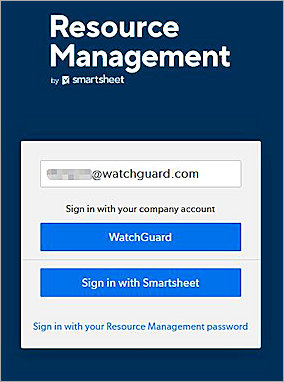 Resource
Management
by smartsheet
@watchguard.com
Sign in with your company account
WatchGuard
Sign in with Smartsheet
Sign in with your Resource Management password